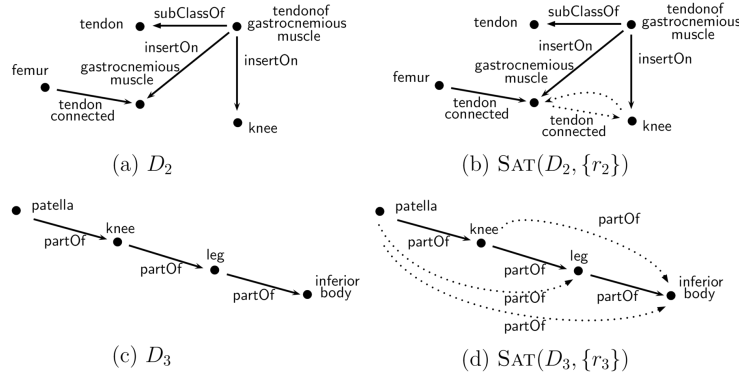 tendon
subClassOf
tendonof
gastrocnemious
muscle
insertOn
insertOn
femur
gastrocnemious
muscle
tendon
connected
knee
(a) D2
tendon
subClassOf
tendonof
gastrocnemious
muscle
insertOn
insertOn
femur
gastrocnemious
muscle
tendon
connected
tendon
connected
knee
(b) SAT(D2, {r2})
patella
partOf
knee
partOf
leg
partOf
inferior
body
(c) D3
patella
partOf
knee
partOf
partOf
leg
partOf
partOf
partOf
inferior
body
(d) SAT(D3, {r3})